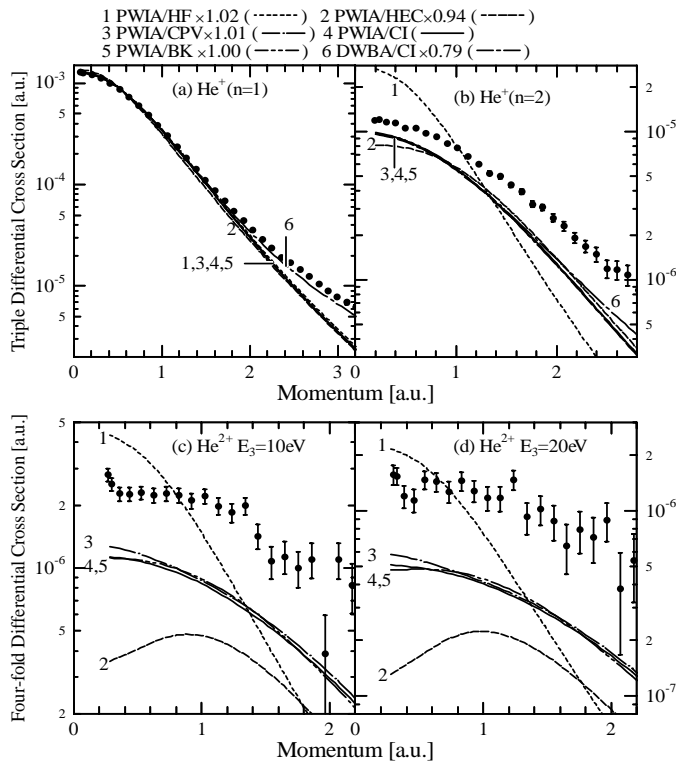 1 PWIA/HF×1.02 ( ) 2 PWIA/HEC×0.94 ( )
3 PWIA/CPV×1.01 ( ) 4 PWIA/CI ( )
5 PWIA/BK ×1.00 ( ) 6 DWBA/CI×0.79 ( )
Triple Differential Cross Section [a.u.]
10⁻³
5
2
10⁻⁴
5
2
10⁻⁵
5
(a) He⁺(n=1)
2
6
1,3,4,5
0 1 2 3
Momentum [a.u.]
(b) He⁺(n=2)
1
2
3,4,5
6
2
10⁻⁵
5
2
10⁻⁶
5
0 1 2
Momentum [a.u.]
Four-fold Differential Cross Section [a.u.]
5
2
10⁻⁶
5
2
(c) He²⁺ E₃=10eV
1
3
4,5
2
0 1 2
Momentum [a.u.]
(d) He²⁺ E₃=20eV
1
3
4,5
2
2
10⁻⁶
5
2
10⁻⁷
0 1 2
Momentum [a.u.]